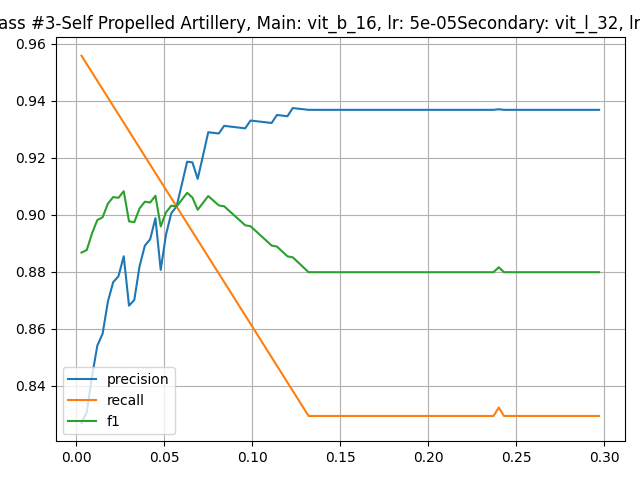 ass #3-Self Propelled Artillery, Main: vit_b_16, lr: 5e-05Secondary: vit_l_32, lr
0.96
0.94
0.92
0.90
0.88
0.86
0.84
precision
recall
f1
0.00 0.05 0.10 0.15 0.20 0.25 0.30